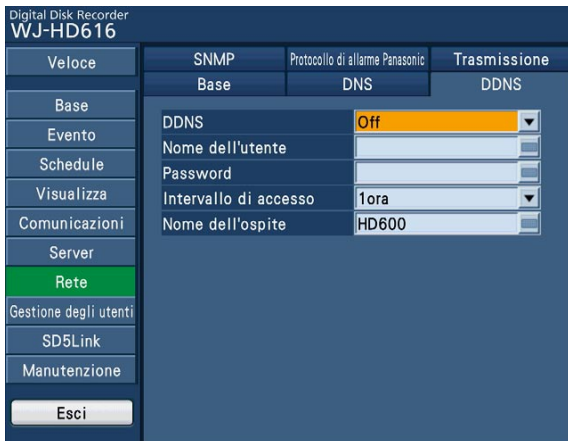 Digital Disk Recorder
WJ-HD616
Veloce
Base
Evento
Schedule
Visualizza
Comunicazioni
Server
Rete
Gestione degli utenti
SD5Link
Manutenzione
Esci
SNMP Protocollo di allarme Panasonic Trasmissione
Base DNS DDNS
DDNS Off
Nome dell'utente
Password
Intervallo di accesso 1ora
Nome dell'ospite HD600